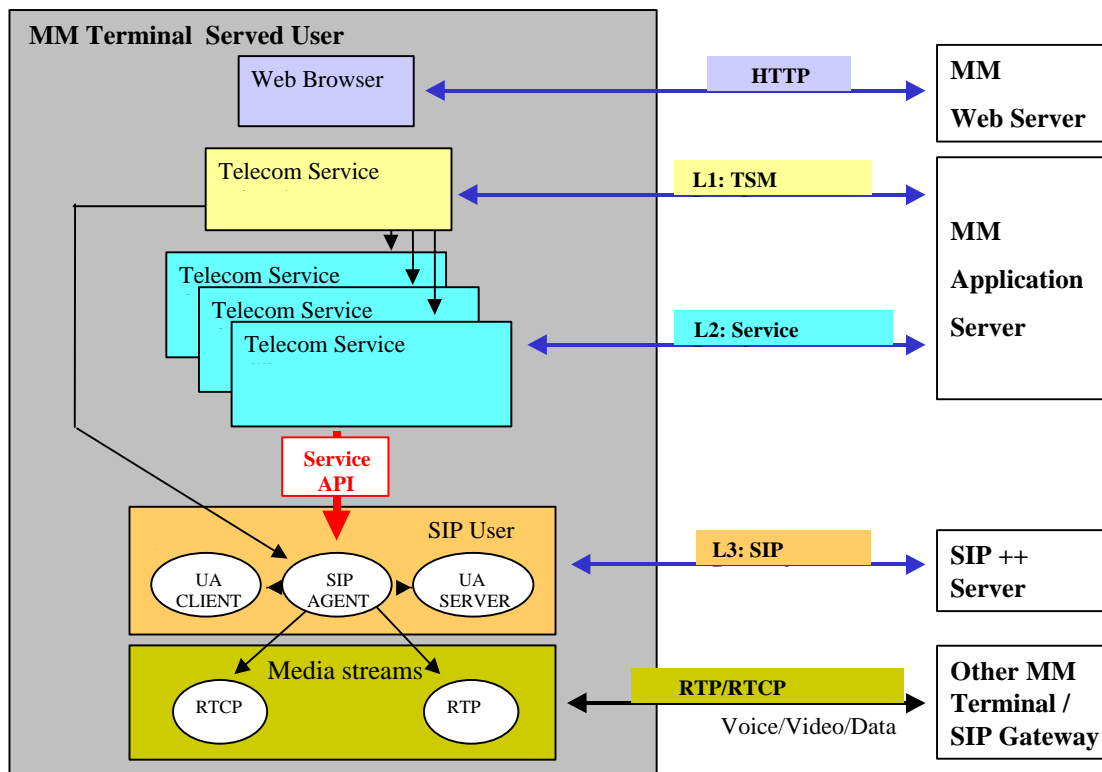 MM Terminal  Served User
Web Browser
HTTP
MM
Web Server
Telecom Service
L1: TSM
MM
Application
Server
Telecom Service
Telecom Service
Telecom Service
L2: Service
Service
API
SIP User
L3: SIP
SIP ++
Server
UA
CLIENT
SIP
AGENT
UA
SERVER
Media streams
RTCP
RTP
RTP/RTCP
Voice/Video/Data
Other MM
Terminal /
SIP Gateway